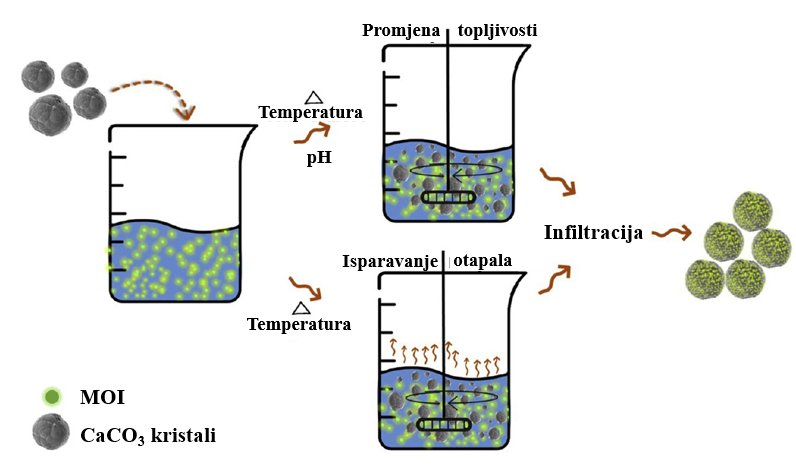 Promjena topljivosti
Temperatura
pH
Infiltracija
Isparavanje otapala
Temperatura
MOI
CaCO₃ kristali